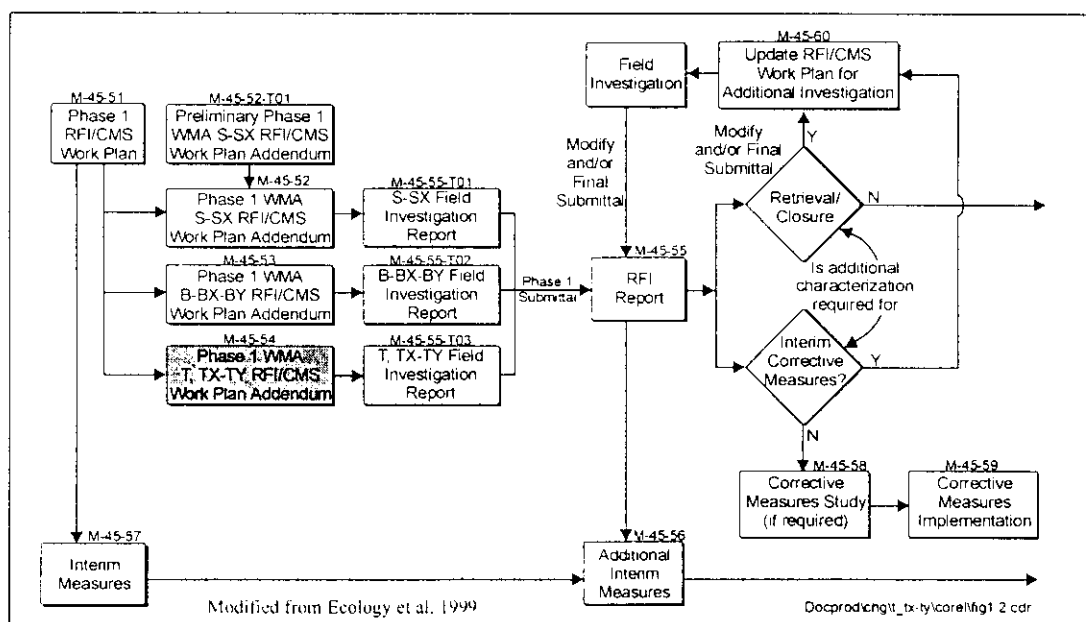 M-45-60
Field
Investigation
Update RFI/CMS
Work Plan for
Additional Investigation
M-45-51
Phase 1
RFI/CMS
Work Plan
M-45-52-T01
Preliminary Phase 1
WMA S-SX RFI/CMS
Work Plan Addendum
Modify
and/or
Final
Submittal
Modify
and/or Final
Submittal
Y
M-45-52
Phase 1 WMA
S-SX RFI/CMS
Work Plan Addendum
M-45-55-T01
S-SX Field
Investigation
Report
Retrieval/
Closure
N
M-45-53
Phase 1 WMA
B-BX-BY RFI/CMS
Work Plan Addendum
M-45-55-T02
B-BX-BY Field
Investigation
Report
Phase 1
Submittal
M-45-55
RFI
Report
Is additional
characterization
required for
M-45-54
Phase 1 WMA
T, TX-TY, RFI/CMS
Work Plan Addendum
M-45-55-T03
T, TX-TY Field
Investigation
Report
Interim
Corrective
Measures?
Y
N
M-45-58
Corrective
Measures Study
(if required)
M-45-59
Corrective
Measures
Implementation
M-45-57
Interim
Measures
M-45-56
Additional
Interim
Measures
Modified from Ecology et al. 1999
Docprod\chg\t_tx-ty\corel\fig1 2 cdr